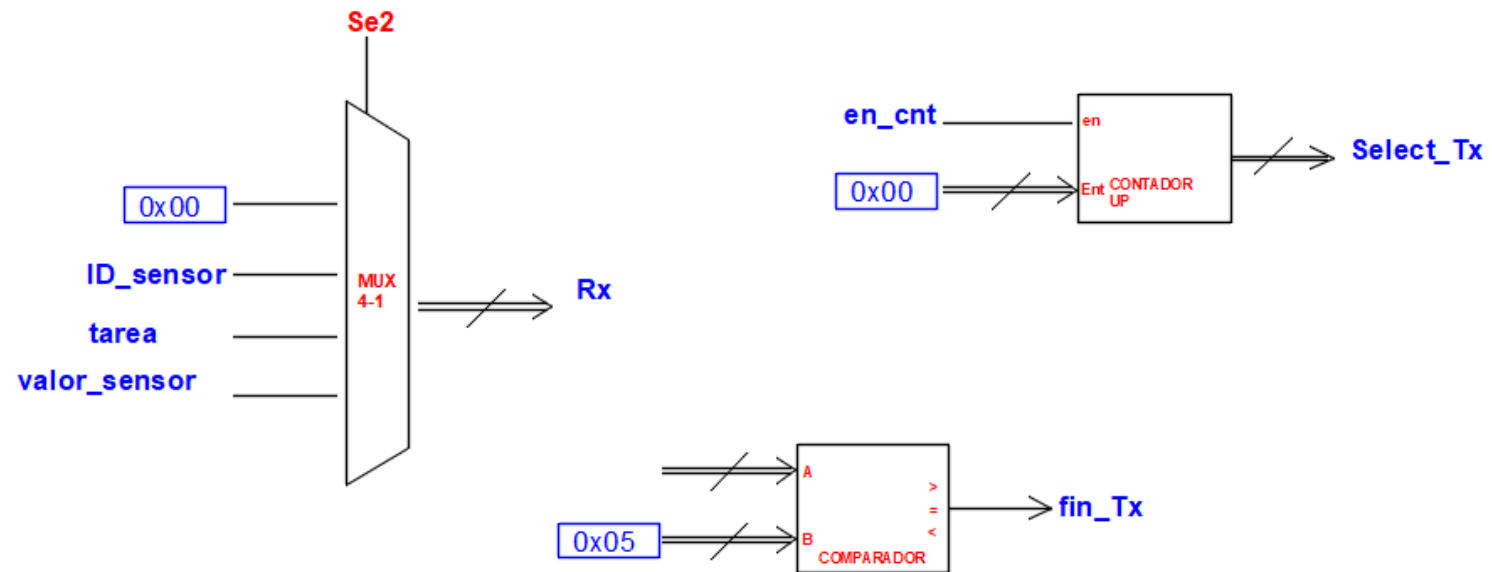 Se2
0x00
ID_sensor
tarea
valor_sensor
MUX
4-1
Rx
en_cnt
0x00
en
Ent CONTADOR
UP
Select_Tx
0x05
A
B
>
=
<
COMPARADOR
fin_Tx